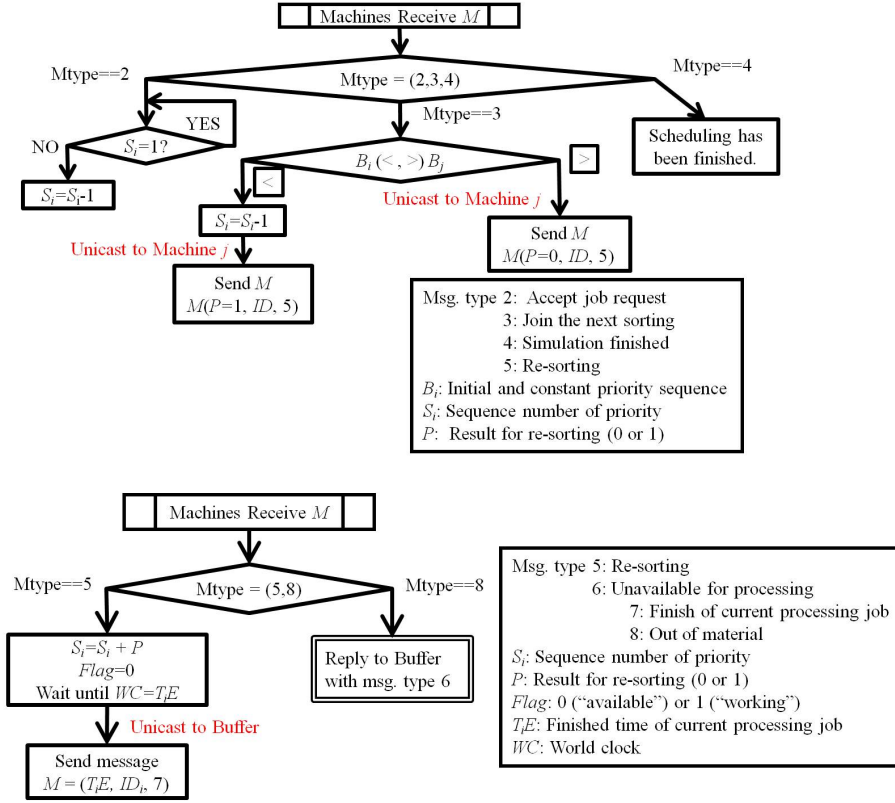 Machines Receive M
Mtype==2
Mtype = (2,3,4)
Mtype==4
YES
Mtype==3
NO
Si=1?
Scheduling has
been finished.
Bi (< , >) Bj
>
<
Si=Si-1
Si=Si-1
Unicast to Machine j
Unicast to Machine j
Send M
M(P=0, ID, 5)
Send M
M(P=1, ID, 5)
Msg. type 2: Accept job request
3: Join the next sorting
4: Simulation finished
5: Re-sorting
Bi: Initial and constant priority sequence
Si: Sequence number of priority
P: Result for re-sorting (0 or 1)
Machines Receive M
Mtype==5
Mtype = (5,8)
Mtype==8
Si=Si + P
Flag=0
Wait until WC=TiE
Reply to Buffer
with msg. type 6
Unicast to Buffer
Send message
M = (TiE, IDi, 7)
Msg. type 5: Re-sorting
6: Unavailable for processing
7: Finish of current processing job
8: Out of material
Si: Sequence number of priority
P: Result for re-sorting (0 or 1)
Flag: 0 (“available”) or 1 (“working”)
TiE: Finished time of current processing job
WC: World clock